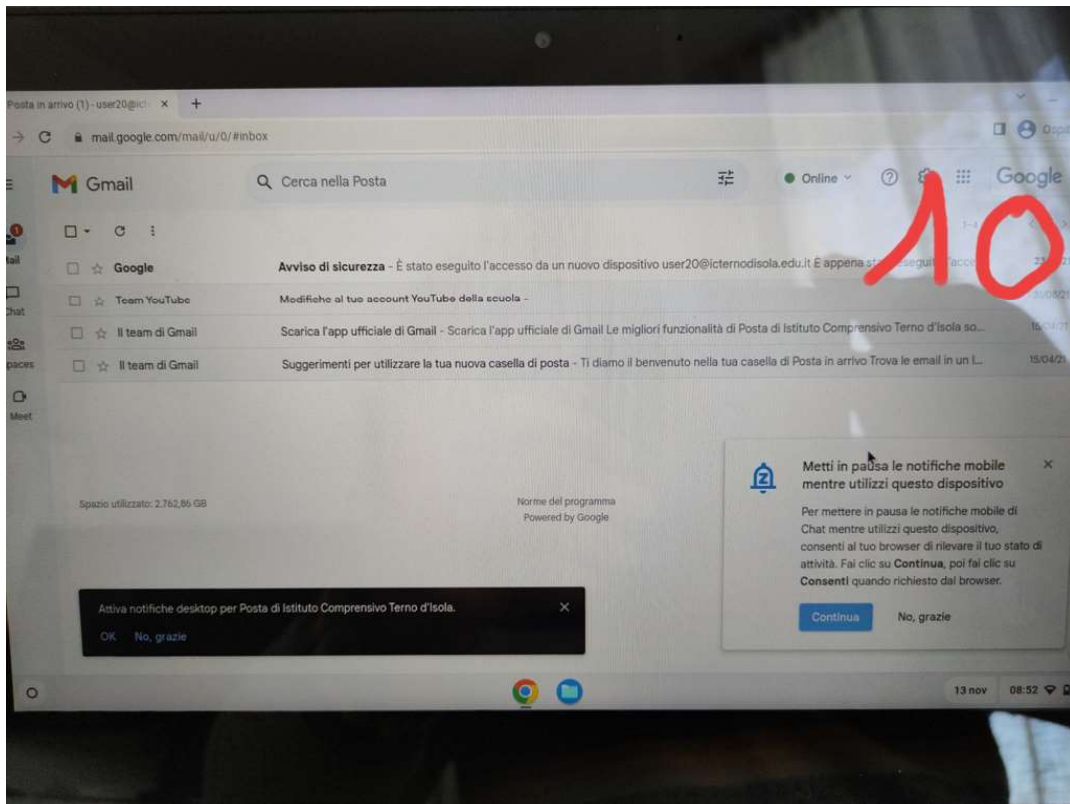 Posta in arrivo (1) - user20@icte
mail.google.com/mail/u/0/#inbox
Gmail
Cerca nella Posta
Online
Google
10
1
Google Avviso di sicurezza - È stato eseguito l'accesso da un nuovo dispositivo user20@icternodisola.edu.it È appena
Team YouTube Modifiche al tuo account YouTube della scuola -
Chat
Il team di Gmail Scarica l'app ufficiale di Gmail - Scarica l'app ufficiale di Gmail Le migliori funzionalità di Posta di Istituto Comprensivo Terno d'Isola so...
Il team di Gmail Suggerimenti per utilizzare la tua nuova casella di posta - Ti diamo il benvenuto nella tua casella di Posta in arrivo Trova le email in un l... 15/04/21
Meet
Metti in pausa le notifiche mobile
mentre utilizzi questo dispositivo
Per mettere in pausa le notifiche mobile di
Chat mentre utilizzi questo dispositivo,
consenti al tuo browser di rilevare il tuo stato di
attività. Fai clic su Continua, poi fai clic su
Consenti quando richiesto dal browser.
Continua No, grazie
Spazio utilizzato: 2.762,86 GB
Norme del programma
Powered by Google
Attiva notifiche desktop per Posta di Istituto Comprensivo Terno d'Isola.
OK No, grazie
13 nov 08:52